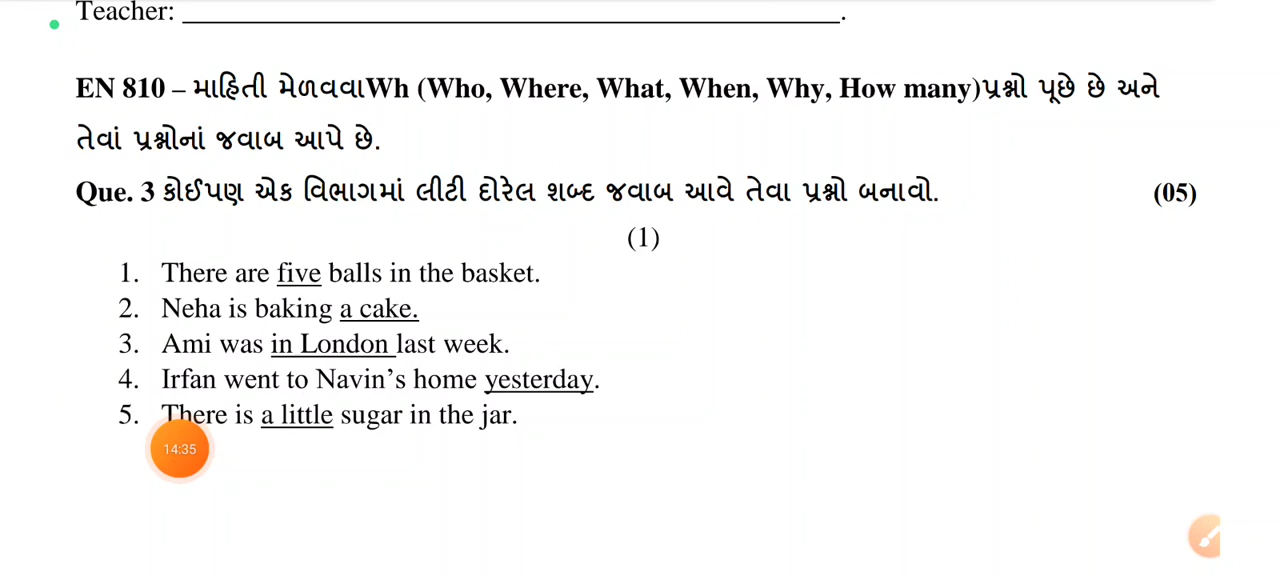 Teacher: _______________________________________________.
EN 810 – માહિતી મેળવવાWh (Who, Where, What, When, Why, How many)પ્રશ્નો પૂછે છે અને
તેવાં પ્રશ્નોનાં જવાબ આપે છે.
Que. 3 કોઈપણ એક વિભાગમાં લીટી દોરેલ શબ્દ જવાબ આવે તેવા પ્રશ્નો બનાવો. (05)
(1)
1. There are five balls in the basket.
2. Neha is baking a cake.
3. Ami was in London last week.
4. Irfan went to Navin’s home yesterday.
5. There is a little sugar in the jar.
14:35